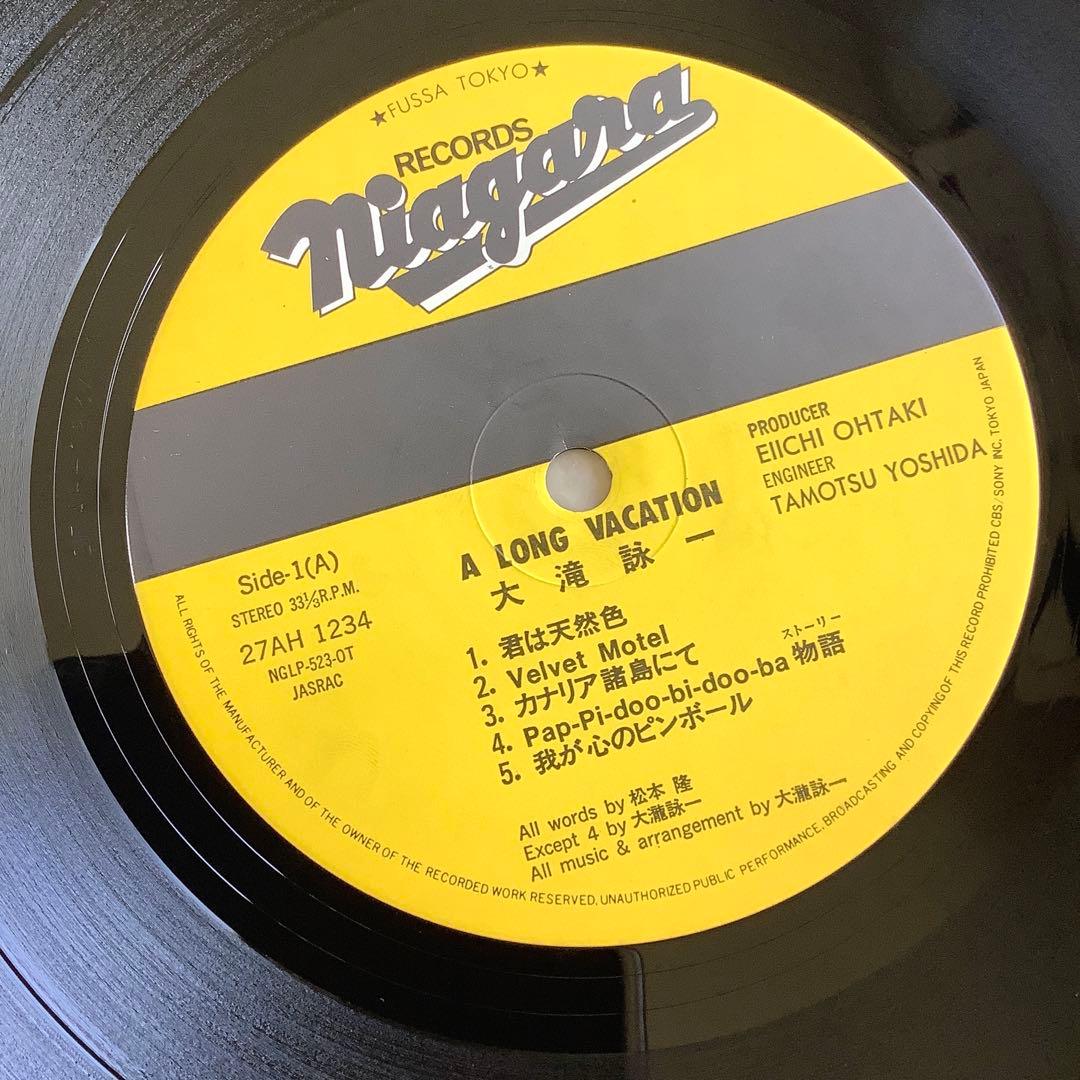 ★FUSSA TOKYO★
RECORDS
Niagara
PRODUCER
EIICHI OHTAKI
ENGINEER
TAMOTSU YOSHIDA
A LONG VACATION
大滝詠一
Side-1(A)
STEREO 33⅓R.P.M.
27AH 1234
NGLP-523-OT
JASRAC
1. 君は天然色
2. Velvet Motel
3. カナリア諸島にて
ストーリー
4. Pap-Pi-doo-bi-doo-ba物語
5. 我が心のピンボール
All words by 松本 隆
Except 4 by 大瀧詠一
All music & arrangement by 大瀧詠一
ALL RIGHTS OF THE MANUFACTURER AND OF THE OWNER OF THE RECORDED WORK RESERVED. UNAUTHORIZED PUBLIC PERFORMANCE. BROADCASTING AND COPYING OF THIS RECORD PROHIBITED CBS/SONY INC. TOKYO JAPAN